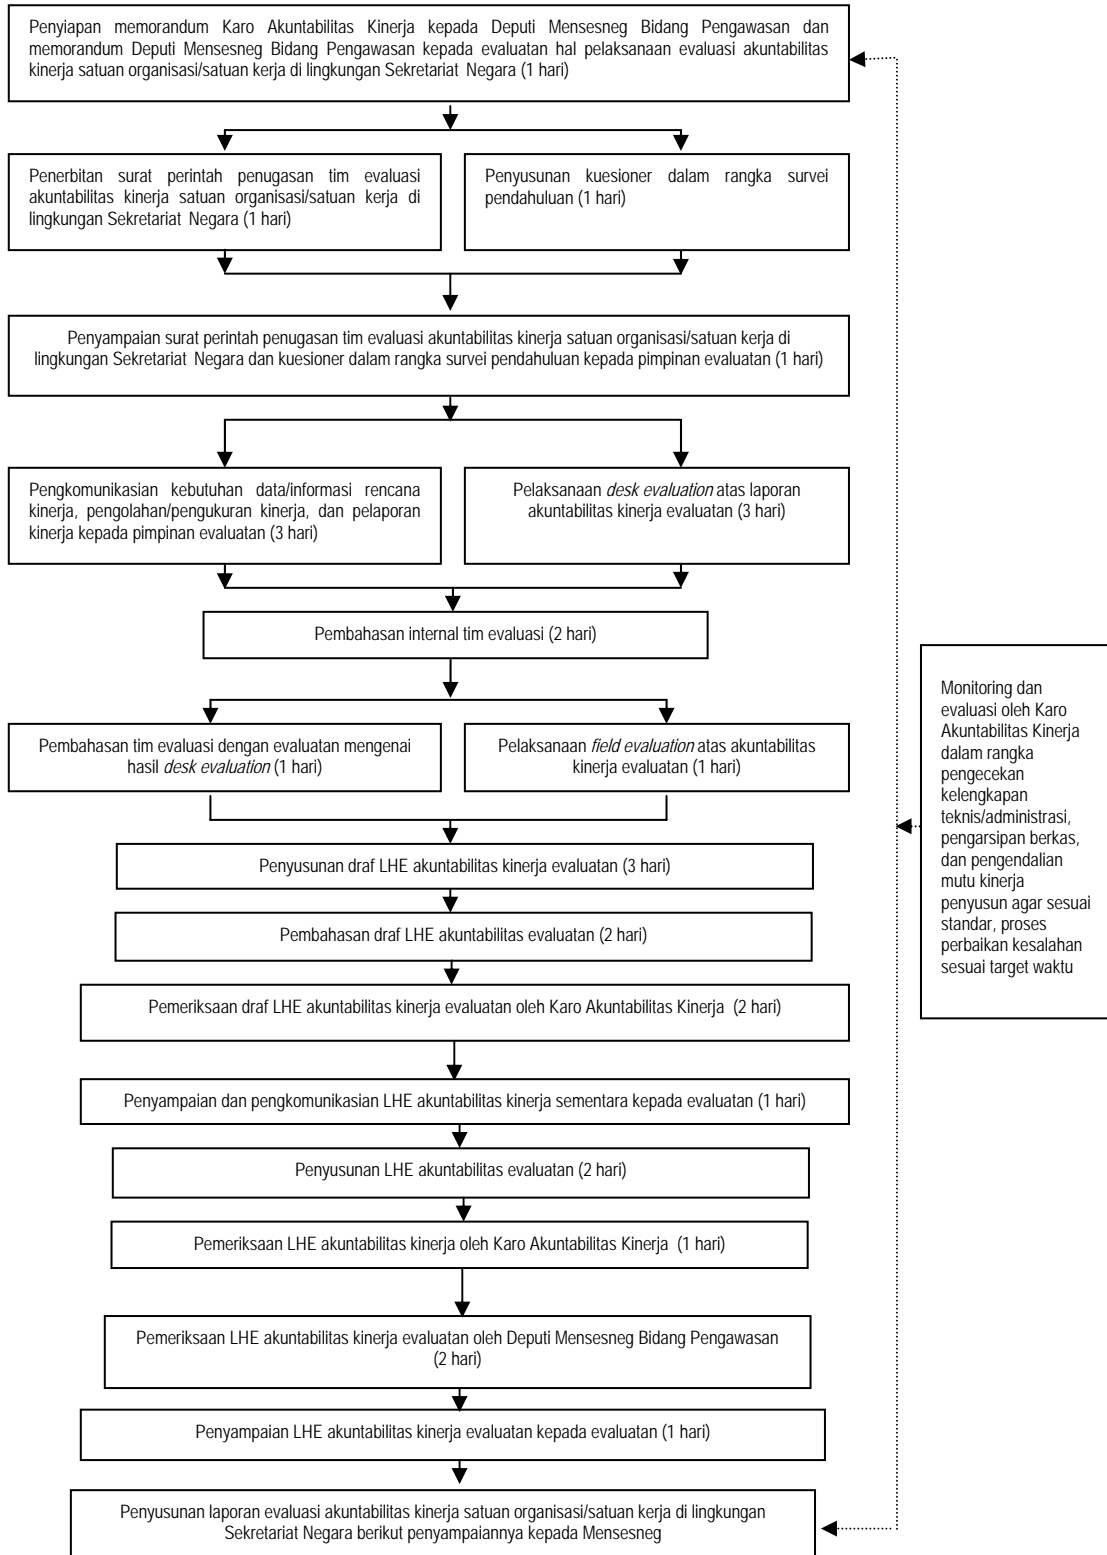 Penyiapan memorandum Karo Akuntabilitas Kinerja kepada Deputi Mensesneg Bidang Pengawasan dan
memorandum Deputi Mensesneg Bidang Pengawasan kepada evaluatan hal pelaksanaan evaluasi akuntabilitas
kinerja satuan organisasi/satuan kerja di lingkungan Sekretariat Negara (1 hari)
Penerbitan surat perintah penugasan tim evaluasi
akuntabilitas kinerja satuan organisasi/satuan kerja di
lingkungan Sekretariat Negara (1 hari)
Penyusunan kuesioner dalam rangka survei
pendahuluan (1 hari)
Penyampaian surat perintah penugasan tim evaluasi akuntabilitas kinerja satuan organisasi/satuan kerja di
lingkungan Sekretariat Negara dan kuesioner dalam rangka survei pendahuluan kepada pimpinan evaluatan (1 hari)
Pengkomunikasian kebutuhan data/informasi rencana
kinerja, pengolahan/pengukuran kinerja, dan pelaporan
kinerja kepada pimpinan evaluatan (3 hari)
Pelaksanaan desk evaluation atas laporan
akuntabilitas kinerja evaluatan (3 hari)
Pembahasan internal tim evaluasi (2 hari)
Pembahasan tim evaluasi dengan evaluatan mengenai
hasil desk evaluation (1 hari)
Pelaksanaan field evaluation atas akuntabilitas
kinerja evaluatan (1 hari)
Penyusunan draf LHE akuntabilitas kinerja evaluatan (3 hari)
Pembahasan draf LHE akuntabilitas evaluatan (2 hari)
Pemeriksaan draf LHE akuntabilitas kinerja evaluatan oleh Karo Akuntabilitas Kinerja (2 hari)
Penyampaian dan pengkomunikasian LHE akuntabilitas kinerja sementara kepada evaluatan (1 hari)
Penyusunan LHE akuntabilitas evaluatan (2 hari)
Pemeriksaan LHE akuntabilitas kinerja oleh Karo Akuntabilitas Kinerja (1 hari)
Pemeriksaan LHE akuntabilitas kinerja evaluatan oleh Deputi Mensesneg Bidang Pengawasan
(2 hari)
Penyampaian LHE akuntabilitas kinerja evaluatan kepada evaluatan (1 hari)
Penyusunan laporan evaluasi akuntabilitas kinerja satuan organisasi/satuan kerja di lingkungan
Sekretariat Negara berikut penyampaiannya kepada Mensesneg
Monitoring dan
evaluasi oleh Karo
Akuntabilitas Kinerja
dalam rangka
pengecekan
kelengkapan
teknis/administrasi,
pengarsipan berkas,
dan pengendalian
mutu kinerja
penyusun agar sesuai
standar, proses
perbaikan kesalahan
sesuai target waktu